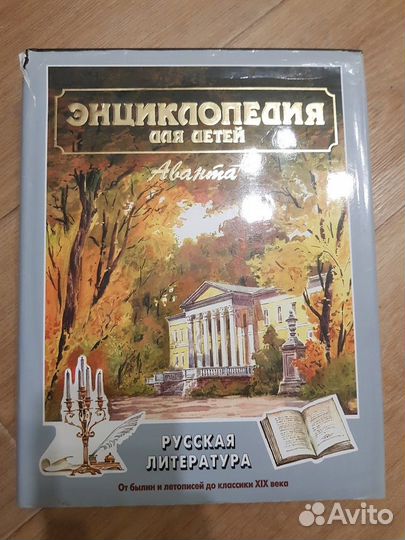 ЭНЦИКЛОПЕДИЯ
ДЛЯ ДЕТЕЙ
Аванта
РУССКАЯ
ЛИТЕРАТУРА
От былин и летописей до классики XIX века
Avito